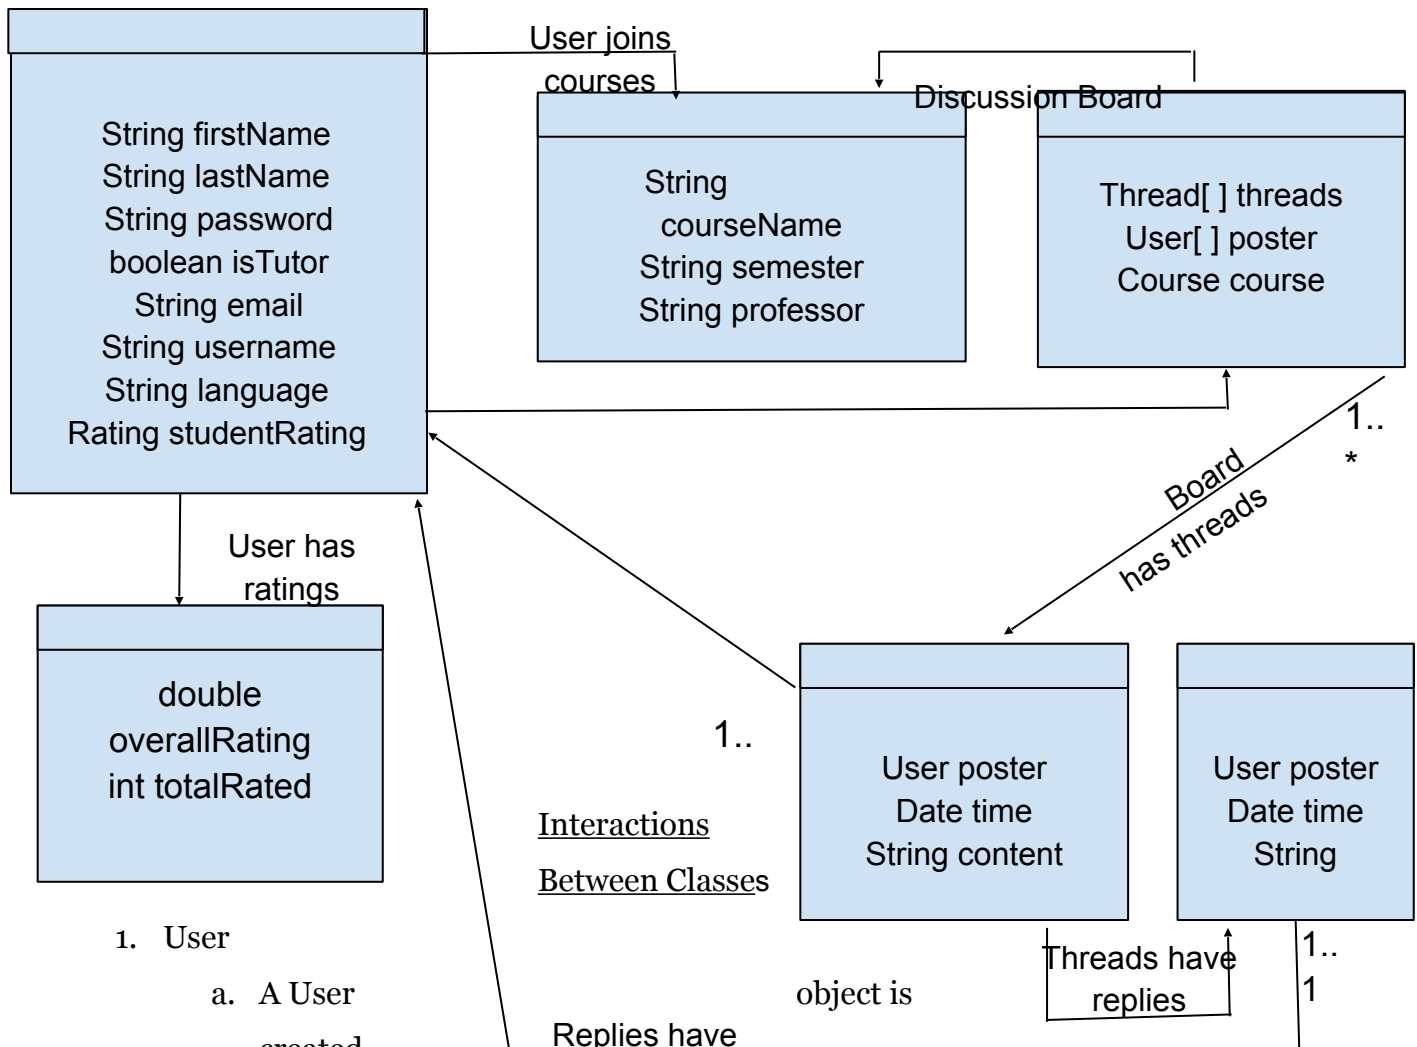 User joins
courses
String firstName
String lastName
String password
boolean isTutor
String email
String username
String language
Rating studentRating
String
courseName
String semester
String professor
Discussion Board
Thread[ ] threads
User[ ] poster
Course course
1..
*
Board
has threads
User has
ratings
double
overallRating
int totalRated
1..
User poster
Date time
String content
User poster
Date time
String
Interactions
Between Classes
1. User
a. A User object is
created
Threads have
replies
1..
1
Replies have